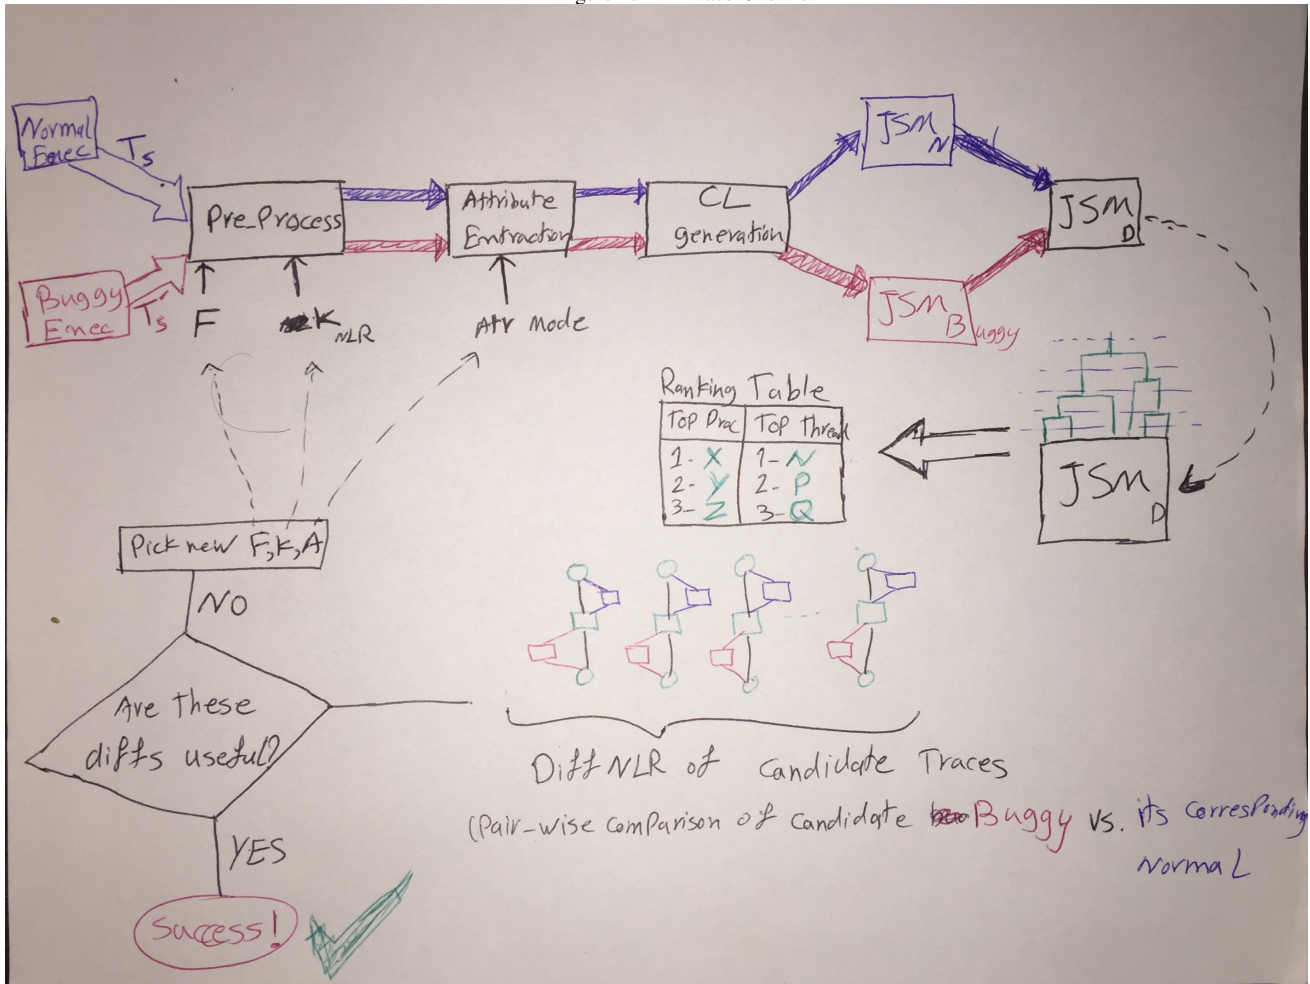 Normal
Exec
Ts
Pre_Process
Attribute
Extraction
CL
generation
JSM N
JSM D
Buggy
Exec
T's
F
K NLR
Atr mode
JSM Buggy
Ranking Table
Top Proc Top Thread
1- X 1- N
2- Y 2- P
3- Z 3- Q
JSM D
Pick new F,K,A
NO
Are these
diffs useful?
YES
Success!
Diff NLR of Candidate Traces
(Pair-wise comparison of candidate Buggy vs. its corresponding
Normal